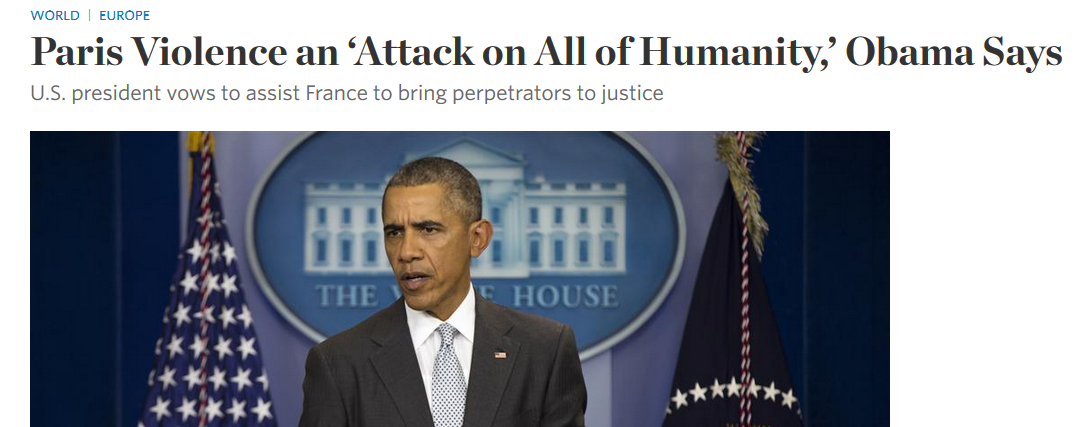 WORLD | EUROPE
Paris Violence an ‘Attack on All of Humanity,’ Obama Says
U.S. president vows to assist France to bring perpetrators to justice
THE W E HOUSE